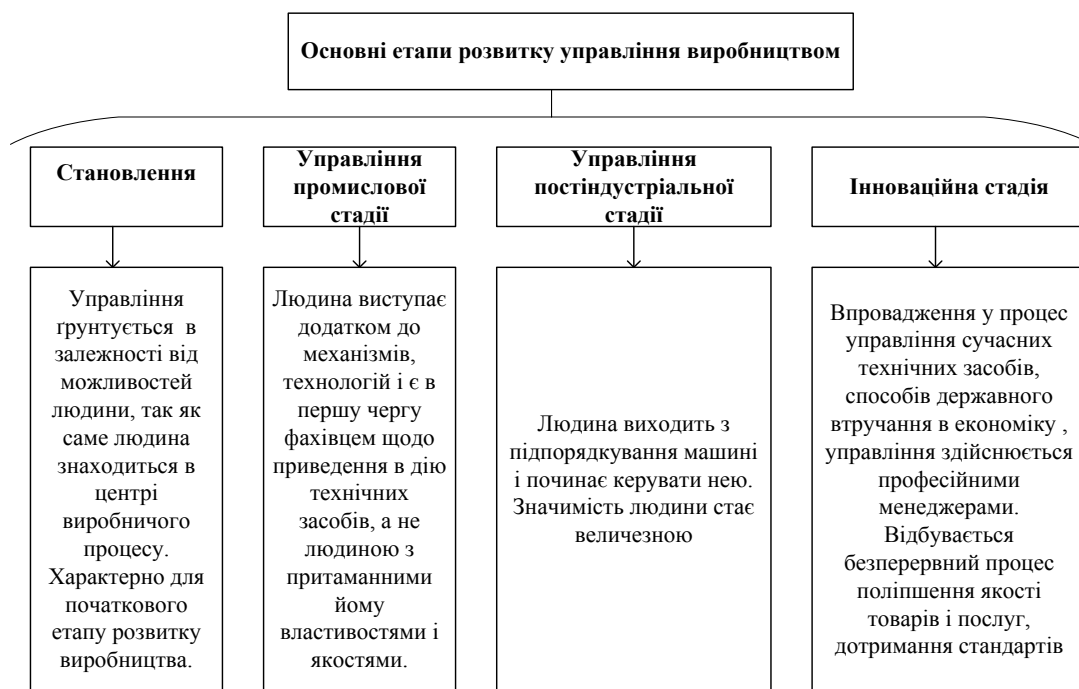 Основні етапи розвитку управління виробництвом
Становлення
Управління
ґрунтується в
залежності від
можливостей
людини, так як
саме людина
знаходиться в
центрі
виробничого
процесу.
Характерно для
початкового
етапу розвитку
виробництва.
Управління
промислової
стадії
Людина виступає
додатком до
механізмів,
технологій і є в
першу чергу
фахівцем щодо
приведення в дію
технічних
засобів, а не
людиною з
притаманними
йому
властивостями і
якостями.
Управління
постіндустріальної
стадії
Людина виходить з
підпорядкування машині
і починає керувати нею.
Значимість людини стає
величезною
Інноваційна стадія
Впровадження у процес
управління сучасних
технічних засобів,
способів державного
втручання в економіку ,
управління здійснюється
професійними
менеджерами.
Відбувається
безперервний процес
поліпшення якості
товарів і послуг,
дотримання стандартів